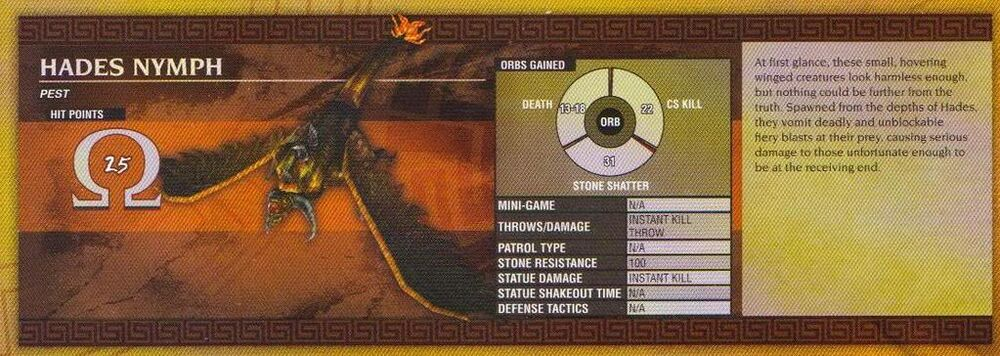 HADES NYMPH
PEST
HIT POINTS
25
ORBS GAINED
DEATH
13-18
22
CS KILL
ORB
31
STONE SHATTER
MINI-GAME N/A
THROWS/DAMAGE INSTANT KILL
THROW
PATROL TYPE N/A
STONE RESISTANCE 100
STATUE DAMAGE INSTANT KILL
STATUE SHAKEOUT TIME N/A
DEFENSE TACTICS N/A
At first glance, these small, hovering
winged creatures look harmless enough,
but nothing could be further from the
truth. Spawned from the depths of Hades,
they vomit deadly and unblockable
fiery blasts at their prey, causing serious
damage to those unfortunate enough to
be at the receiving end.